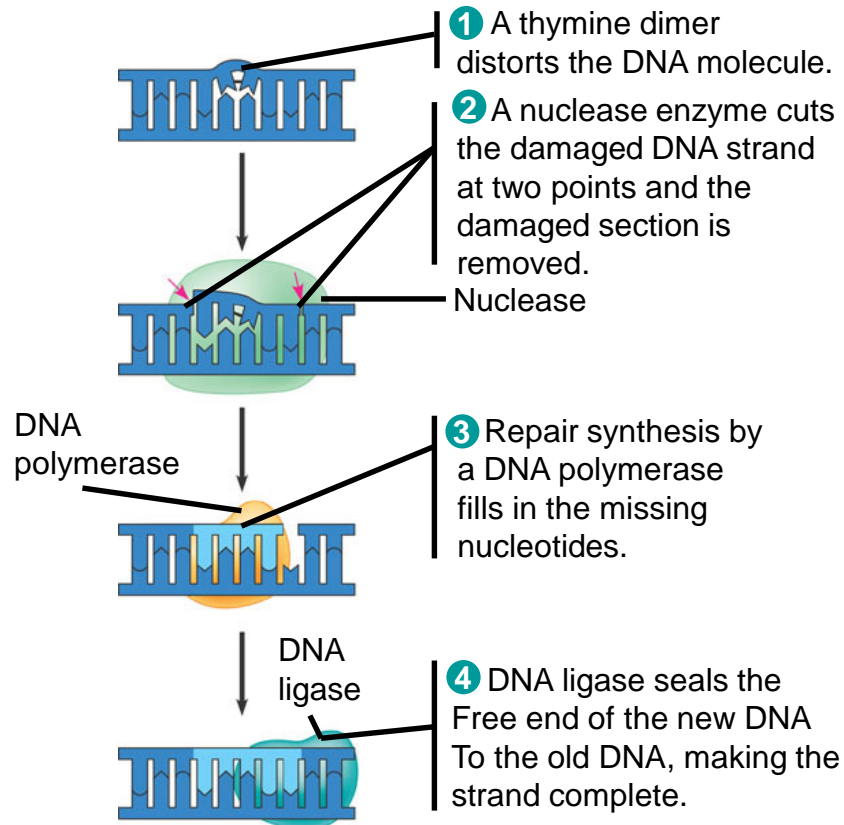 1 A thymine dimer
distorts the DNA molecule.
2 A nuclease enzyme cuts
the damaged DNA strand
at two points and the
damaged section is
removed.
Nuclease
DNA
polymerase
3 Repair synthesis by
a DNA polymerase
fills in the missing
nucleotides.
DNA
ligase
4 DNA ligase seals the
Free end of the new DNA
To the old DNA, making the
strand complete.